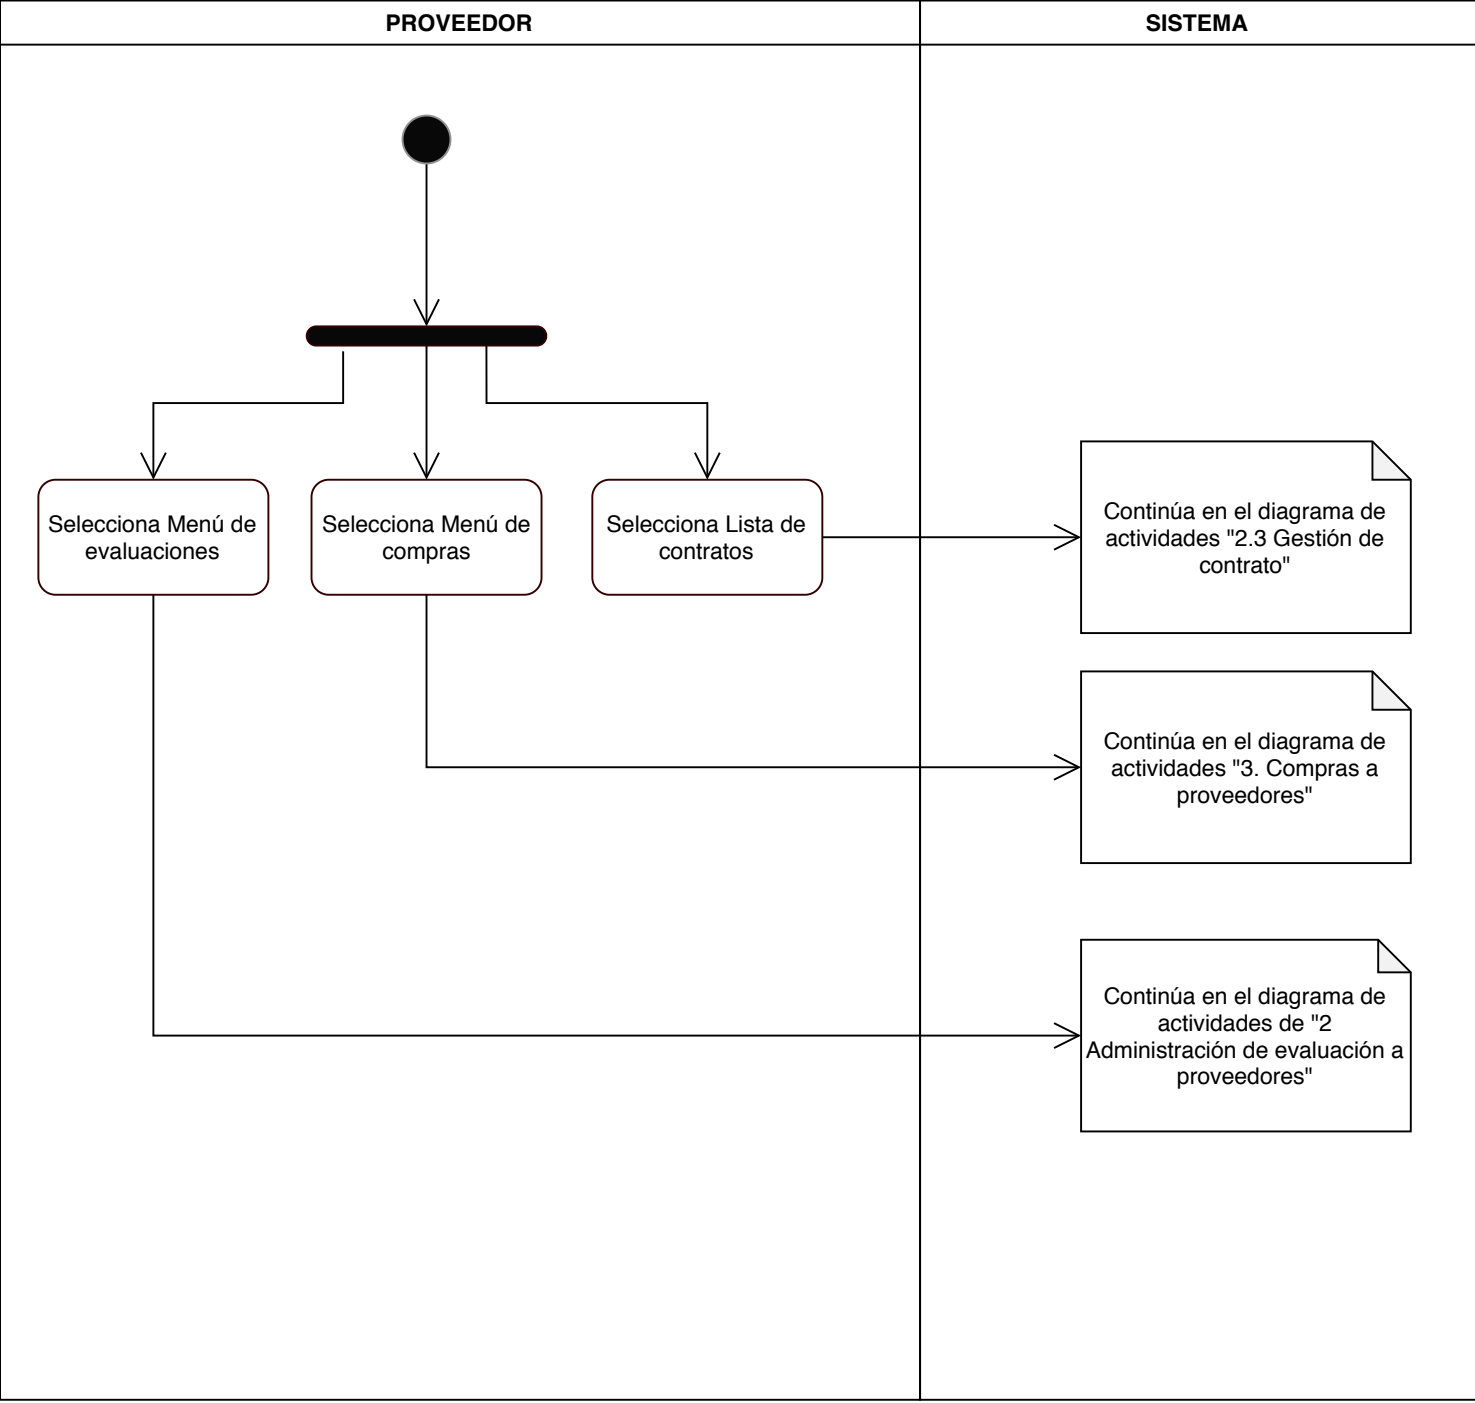 PROVEEDOR
SISTEMA
Selecciona Menú de
evaluaciones
Selecciona Menú de
compras
Selecciona Lista de
contratos
Continúa en el diagrama de
actividades "2.3 Gestión de
contrato"
Continúa en el diagrama de
actividades "3. Compras a
proveedores"
Continúa en el diagrama de
actividades de "2
Administración de evaluación a
proveedores"